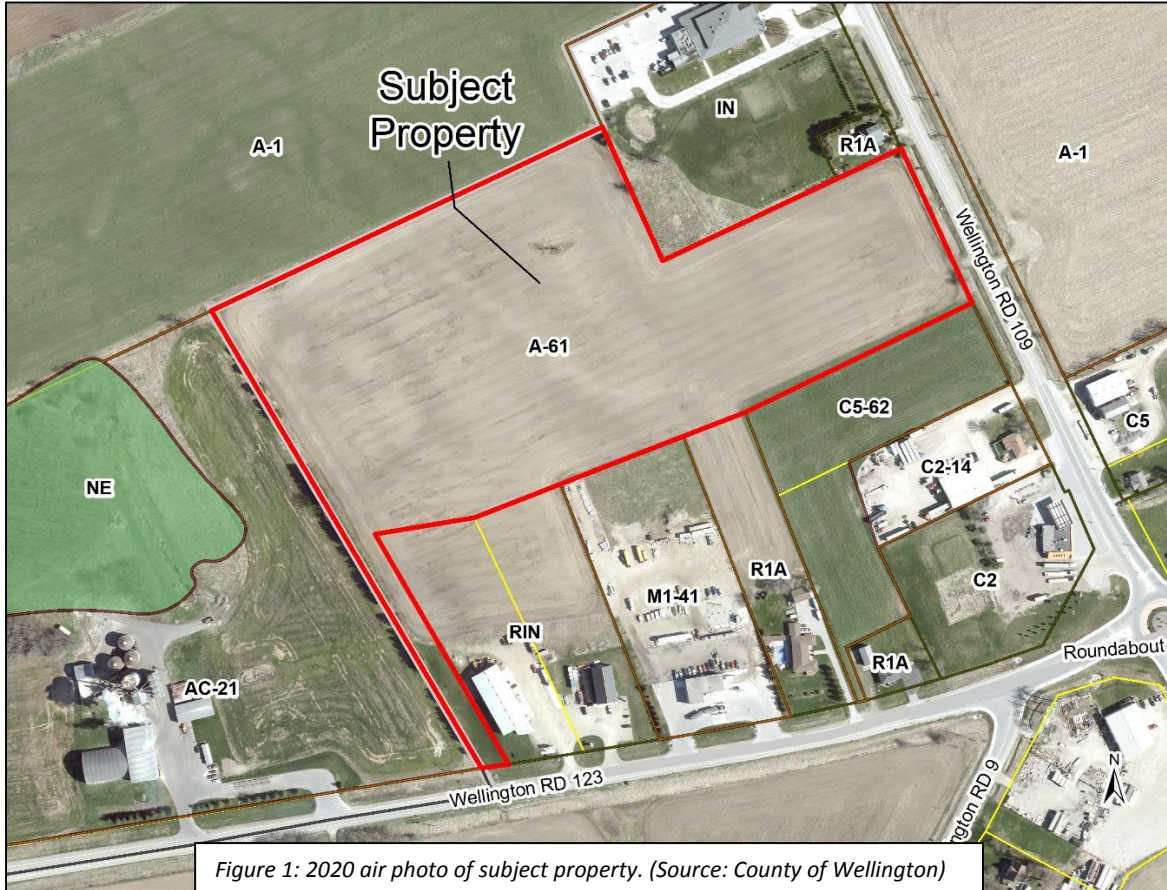 Subject
Property
IN
A-1
R1A
A-1
Wellington RD 109
A-61
C5-62
C5
C2-14
NE
R1A
C2
M1-41
RIN
R1A
Roundabout
AC-21
Wellington RD 123
ngton RD 9
N
Figure 1: 2020 air photo of subject property. (Source: County of Wellington)